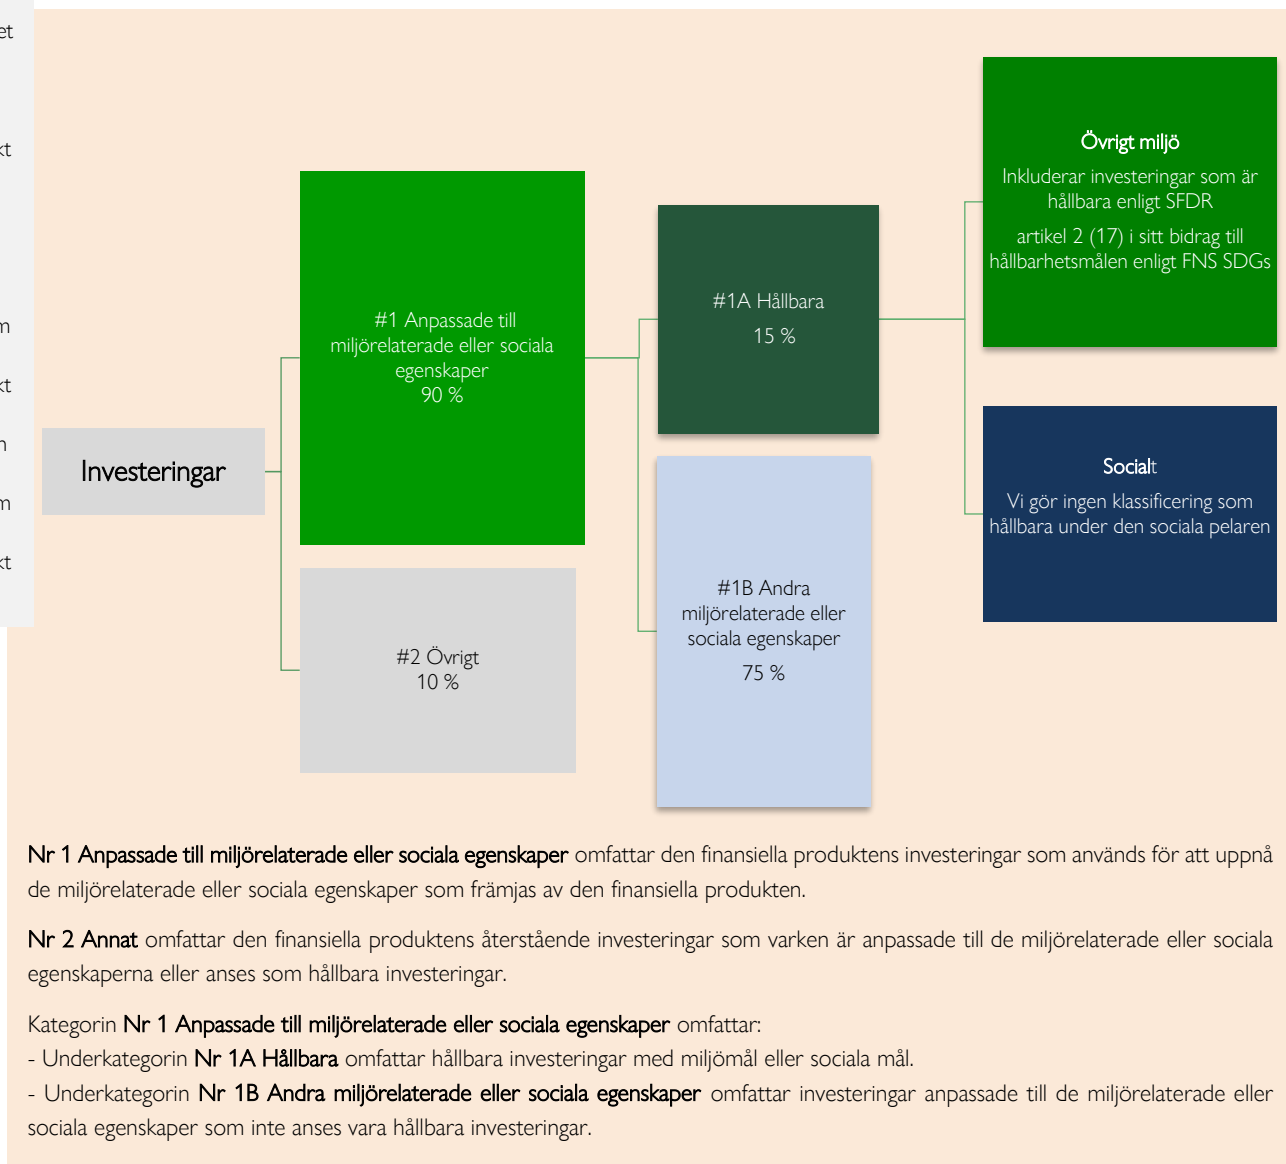 et
kt
m
kt
n
m
kt
Övrigt miljö
Inkluderar investeringar som är
hållbara enligt SFDR
artikel 2 (17) i sitt bidrag till
hållbarhetsmålen enligt FNS SDGs
#1 Anpassade till
miljörelaterade eller sociala
egenskaper
90 %
#1A Hållbara
15 %
Investeringar
Socialt
Vi gör ingen klassificering som
hållbara under den sociala pelaren
#1B Andra
miljörelaterade eller
sociala egenskaper
75 %
#2 Övrigt
10 %
Nr 1 Anpassade till miljörelaterade eller sociala egenskaper omfattar den finansiella produktens investeringar som används för att uppnå
de miljörelaterade eller sociala egenskaper som främjas av den finansiella produkten.
Nr 2 Annat omfattar den finansiella produktens återstående investeringar som varken är anpassade till de miljörelaterade eller sociala
egenskaperna eller anses som hållbara investeringar.
Kategorin Nr 1 Anpassade till miljörelaterade eller sociala egenskaper omfattar:
- Underkategorin Nr 1A Hållbara omfattar hållbara investeringar med miljömål eller sociala mål.
- Underkategorin Nr 1B Andra miljörelaterade eller sociala egenskaper omfattar investeringar anpassade till de miljörelaterade eller
sociala egenskaper som inte anses vara hållbara investeringar.